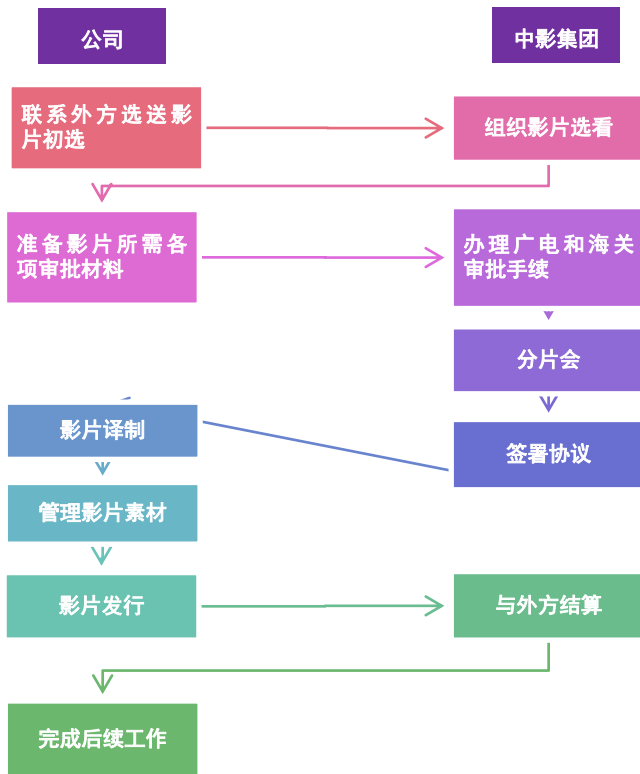 公司
中影集团
联系外方选送影
片初选
组织影片选看
准备影片所需各
项审批材料
办理广电和海关
审批手续
分片会
签署协议
影片译制
管理影片素材
影片发行
与外方结算
完成后续工作